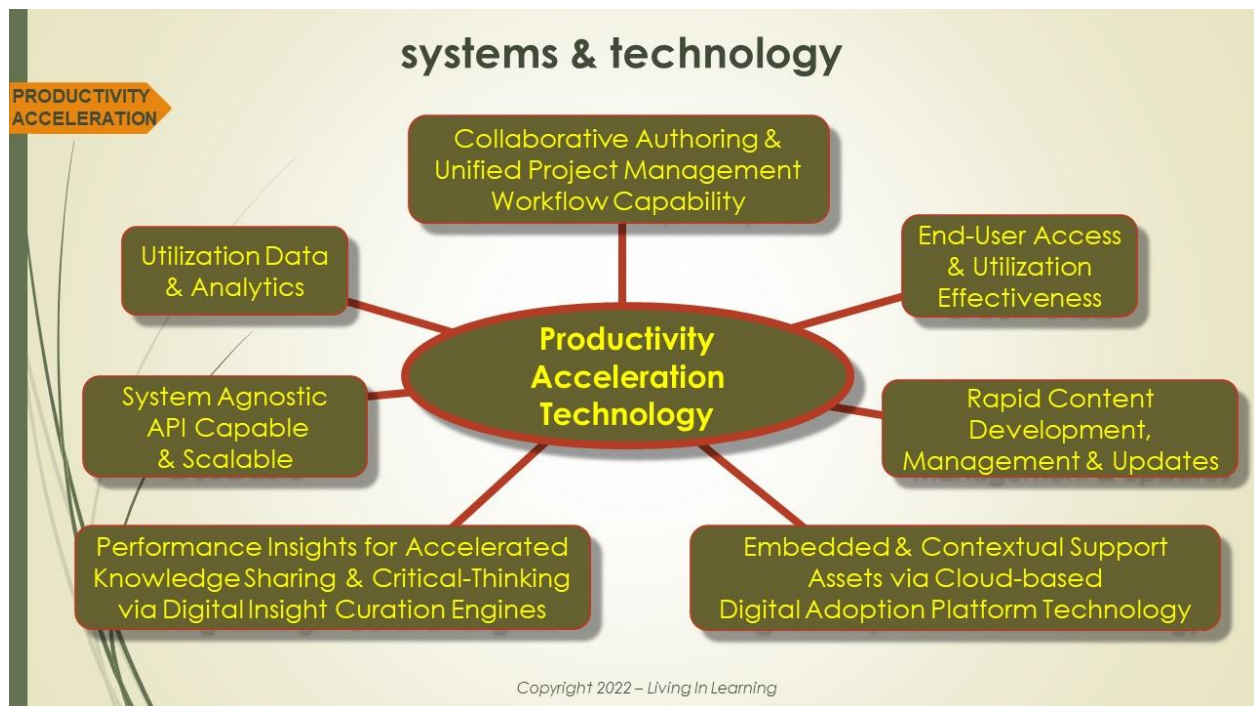 systems & technology
PRODUCTIVITY
ACCELERATION
Collaborative Authoring &
Unified Project Management
Workflow Capability
Utilization Data
& Analytics
End-User Access
& Utilization
Effectiveness
Productivity
Acceleration
Technology
System Agnostic
API Capable
& Scalable
Rapid Content
Development,
Management & Updates
Performance Insights for Accelerated
Knowledge Sharing & Critical-Thinking
via Digital Insight Curation Engines
Embedded & Contextual Support
Assets via Cloud-based
Digital Adoption Platform Technology
Copyright 2022 – Living In Learning